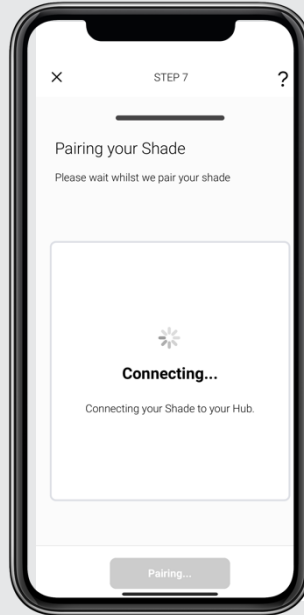 STEP 7 ?
Pairing your Shade
Please wait whilst we pair your shade
Connecting...
Connecting your Shade to your Hub.
Pairing...